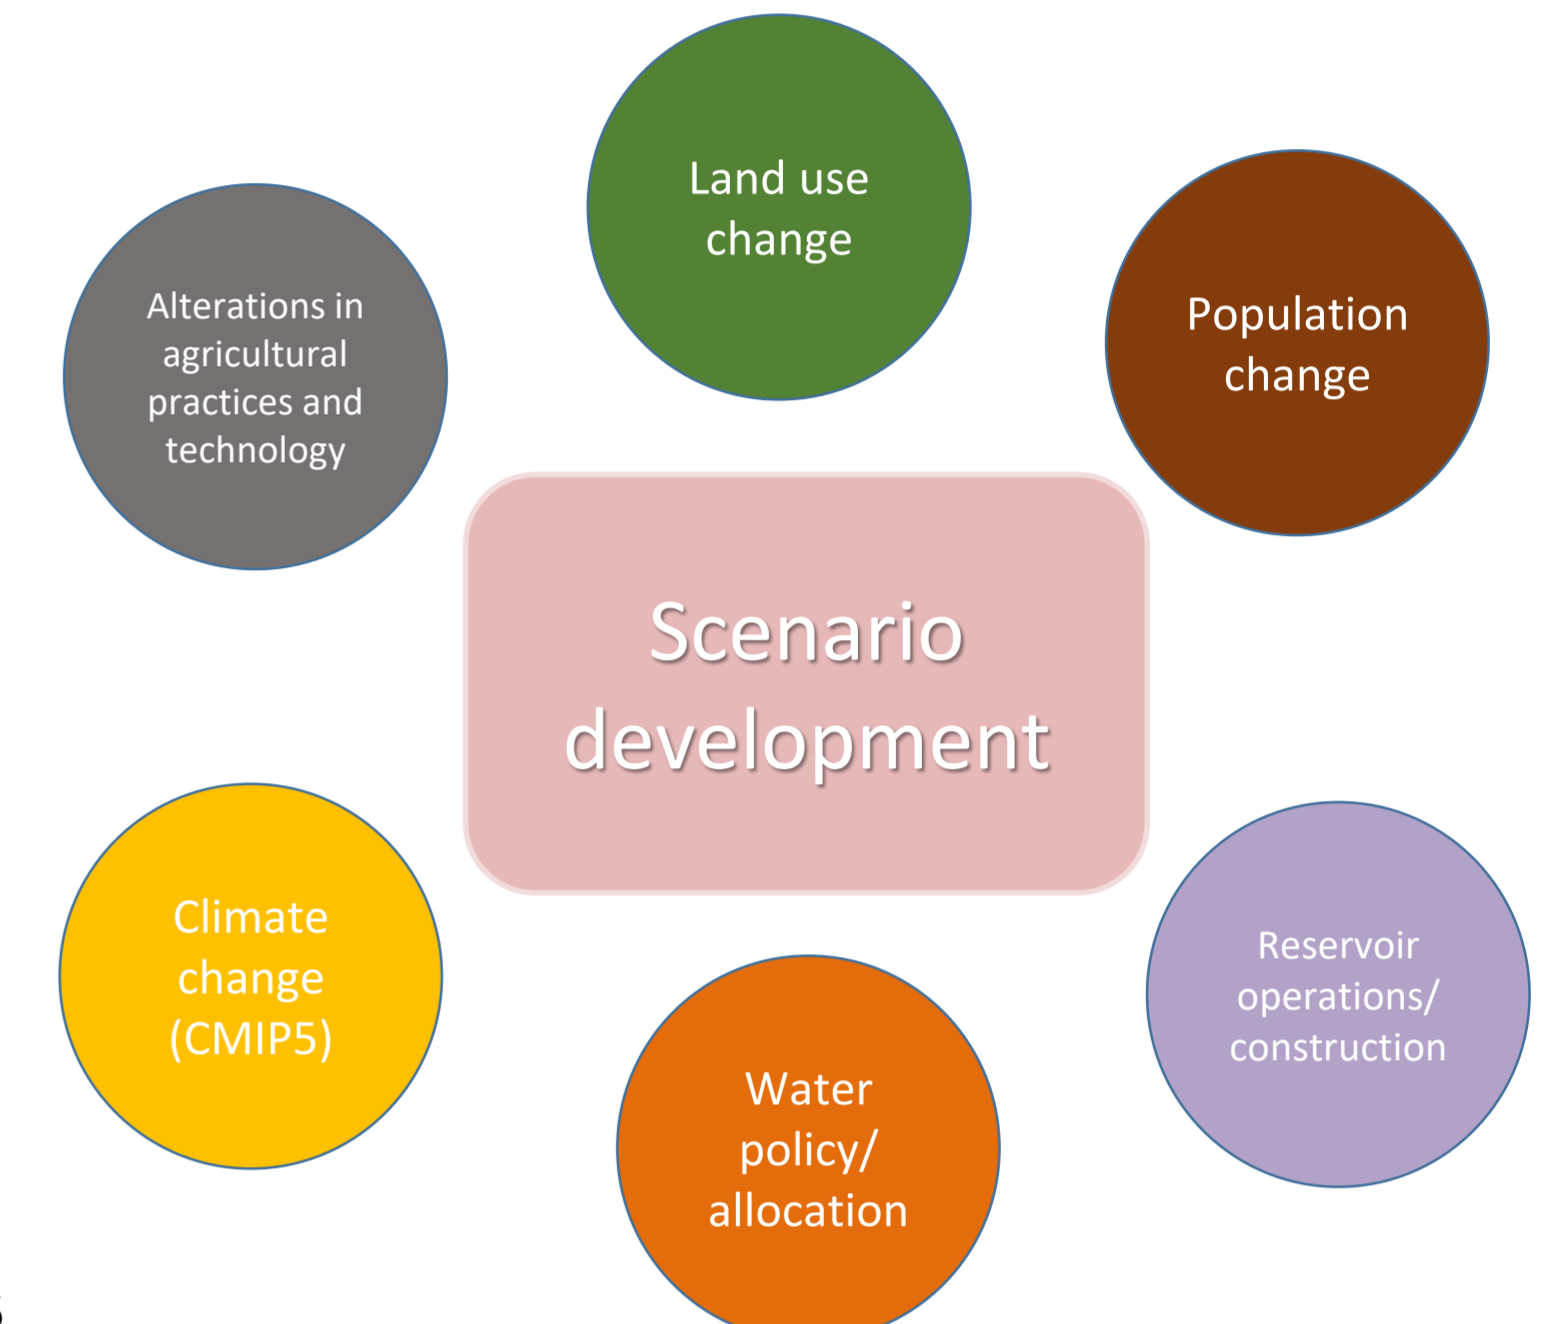 Land use
change
Population
change
Alterations in
agricultural
practices and
technology
Scenario
development
Climate
change
(CMIP5)
Reservoir
operations/
construction
Water
policy/
allocation